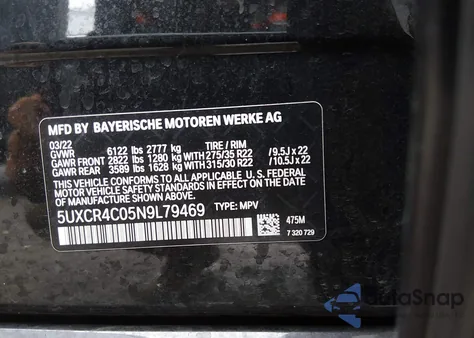 MFD BY BAYERISCHE MOTOREN WERKE AG
03/22 TIRE / RIM
GVWR 6122 lbs 2777 kg
GAWR FRONT 2822 lbs 1280 kg WITH 275/35 R22 /9.5J x 22
GAWR REAR 3589 lbs 1628 kg WITH 315/30 R22 /10.5J x 22
THIS VEHICLE CONFORMS TO ALL APPLICABLE U. S. FEDERAL
MOTOR VEHICLE SAFETY STANDARDS IN EFFECT ON THE DATE OF
MANUFACTURE SHOWN ABOVE.
5UXCR4C05N9L79469 TYPE: MPV
475M
7 320 729
AutoSnap